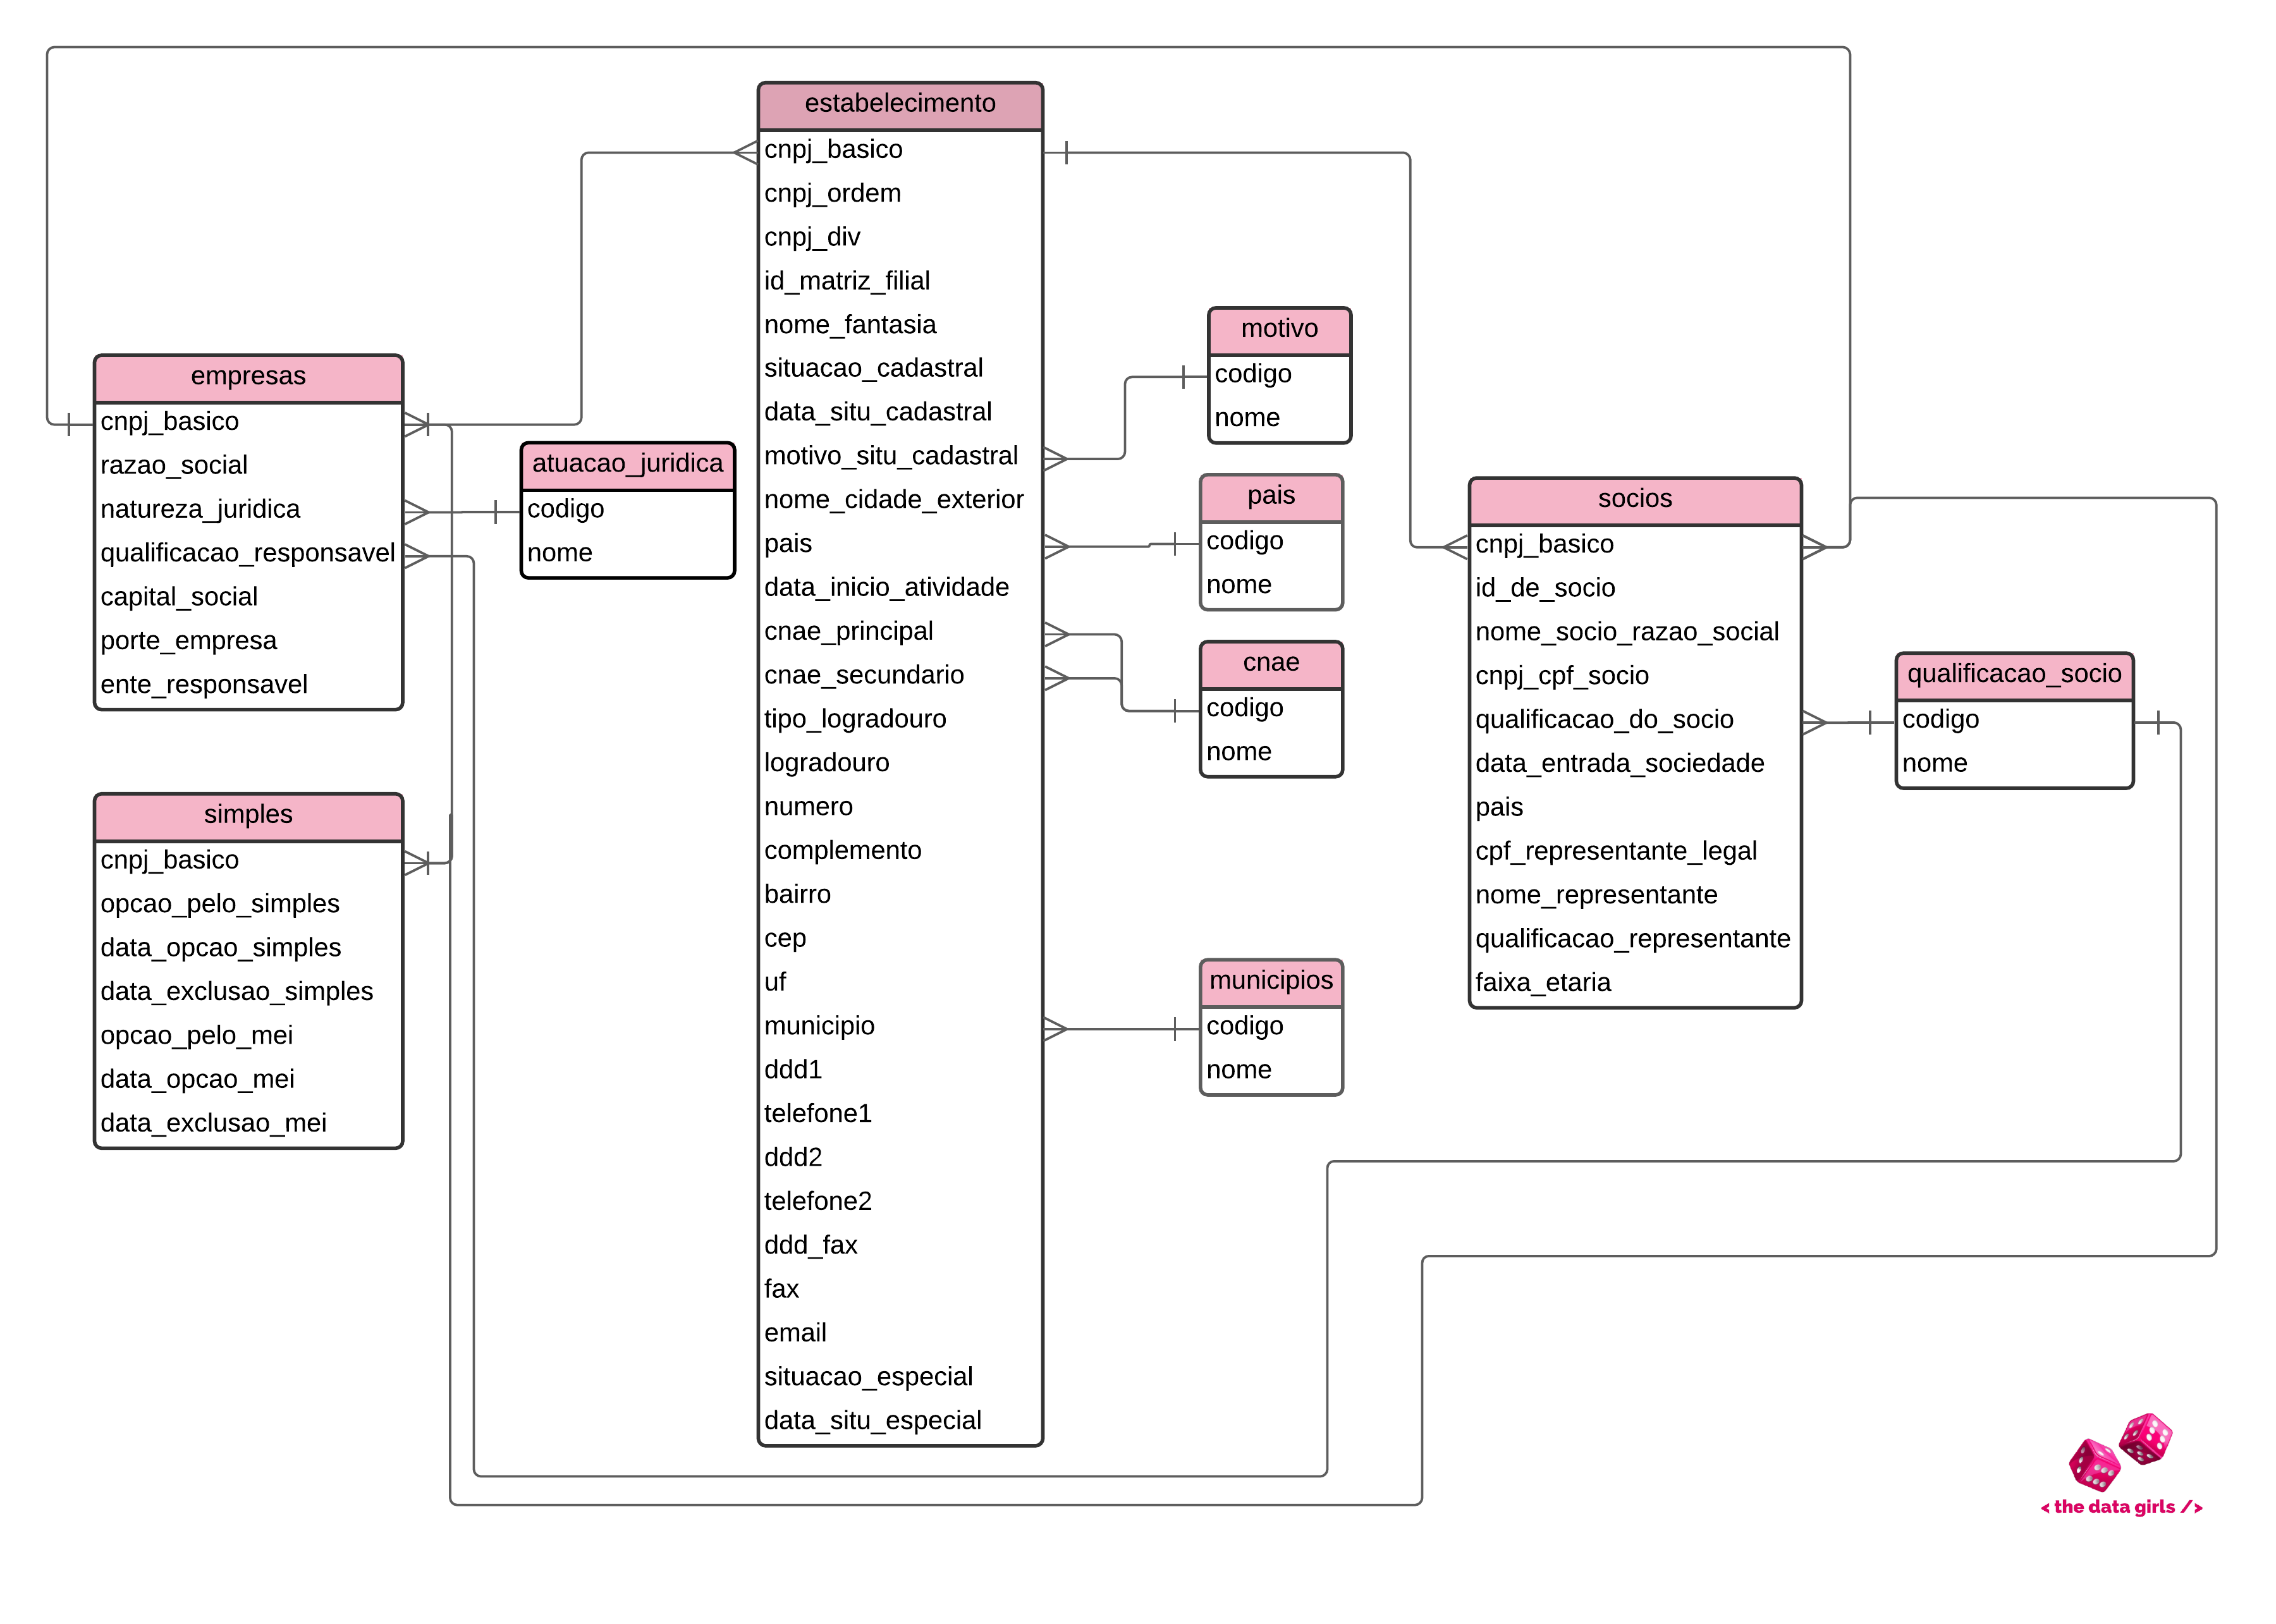 estabelecimento
cnpj_basico
cnpj_ordem
cnpj_div
id_matriz_filial
nome_fantasia
situacao_cadastral
data_situ_cadastral
motivo_situ_cadastral
nome_cidade_exterior
pais
data_inicio_atividade
cnae_principal
cnae_secundario
tipo_logradouro
logradouro
numero
complemento
bairro
cep
uf
municipio
ddd1
telefone1
ddd2
telefone2
ddd_fax
fax
email
situacao_especial
data_situ_especial
empresas
cnpj_basico
razao_social
natureza_juridica
qualificacao_responsavel
capital_social
porte_empresa
ente_responsavel
atuacao_juridica
codigo
nome
simples
cnpj_basico
opcao_pelo_simples
data_opcao_simples
data_exclusao_simples
opcao_pelo_mei
data_opcao_mei
data_exclusao_mei
motivo
codigo
nome
pais
codigo
nome
cnae
codigo
nome
municipios
codigo
nome
socios
cnpj_basico
id_de_socio
nome_socio_razao_social
cnpj_cpf_socio
qualificacao_do_socio
data_entrada_sociedade
pais
cpf_representante_legal
nome_representante
qualificacao_representante
faixa_etaria
qualificacao_socio
codigo
nome
< the data girls />